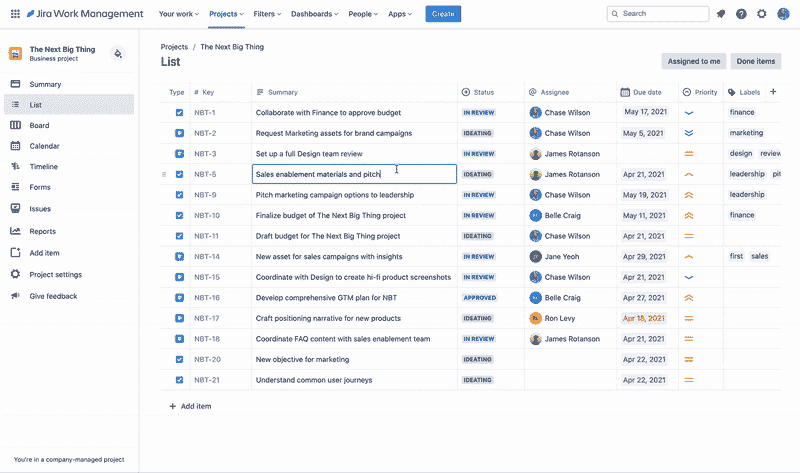 Jira Work Management Your work Projects Filters Dashboards People Apps Create Search
The Next Big Thing
Business project
Summary
List
Board
Calendar
Timeline
Forms
Issues
Reports
Add item
Project settings
Give feedback
You're in a company-managed project
Projects / The Next Big Thing
List
Assigned to me Done items
Type # Key Summary Status Assignee Due date Priority Labels +
NBT-1 Collaborate with Finance to approve budget IN REVIEW Chase Wilson May 17, 2021 finance
NBT-2 Request Marketing assets for brand campaigns IDEATING Chase Wilson May 5, 2021 marketing
NBT-3 Set up a full Design team review IN REVIEW James Rotanson design review
NBT-5 Sales enablement materials and pitch IDEATING James Rotanson Apr 21, 2021 leadership pit
NBT-9 Pitch marketing campaign options to leadership IN REVIEW Chase Wilson May 19, 2021 leadership
NBT-10 Finalize budget of The Next Big Thing project IN REVIEW Belle Craig May 11, 2021 finance
NBT-11 Draft budget for The Next Big Thing project IDEATING Chase Wilson Apr 21, 2021
NBT-14 New asset for sales campaigns with insights IN REVIEW Jane Yeoh Apr 29, 2021 first sales
NBT-15 Coordinate with Design to create hi-fi product screenshots IN REVIEW Chase Wilson Apr 21, 2021
NBT-16 Develop comprehensive GTM plan for NBT APPROVED Belle Craig Apr 27, 2021
NBT-17 Craft positioning narrative for new products IDEATING Ron Levy Apr 18, 2021
NBT-18 Coordinate FAQ content with sales enablement team IN REVIEW James Rotanson Apr 21, 2021
NBT-20 New objective for marketing IDEATING Apr 22, 2021
NBT-21 Understand common user journeys IDEATING Apr 22, 2021
+ Add item